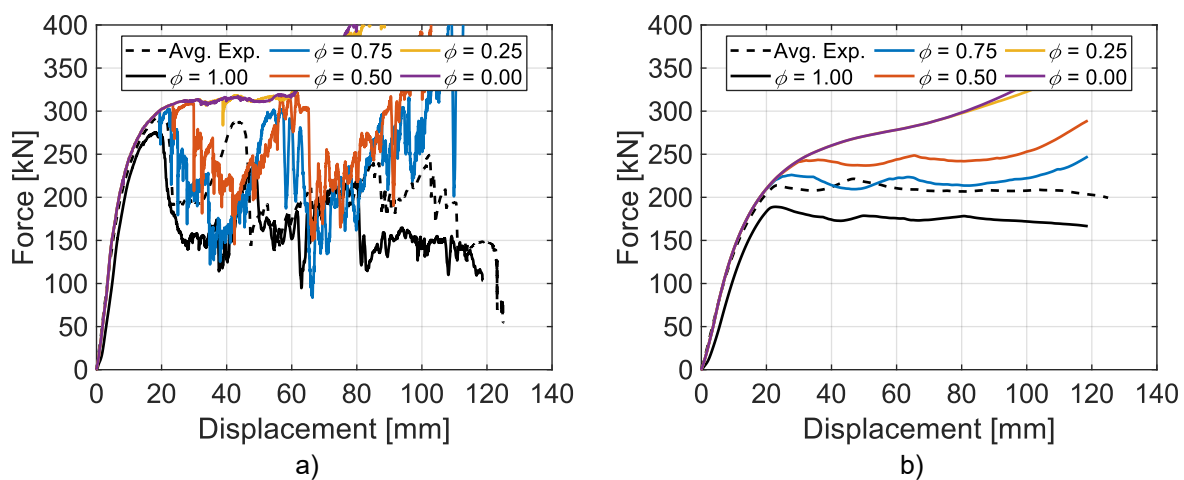 400
350
300
250
200
150
100
50
0
Force [kN]
Avg. Exp. ϕ = 0.75 ϕ = 0.25
ϕ = 1.00 ϕ = 0.50 ϕ = 0.00
0 20 40 60 80 100 120 140
Displacement [mm]
a)
400
350
300
250
200
150
100
50
0
Force [kN]
Avg. Exp. ϕ = 0.75 ϕ = 0.25
ϕ = 1.00 ϕ = 0.50 ϕ = 0.00
0 20 40 60 80 100 120 140
Displacement [mm]
b)